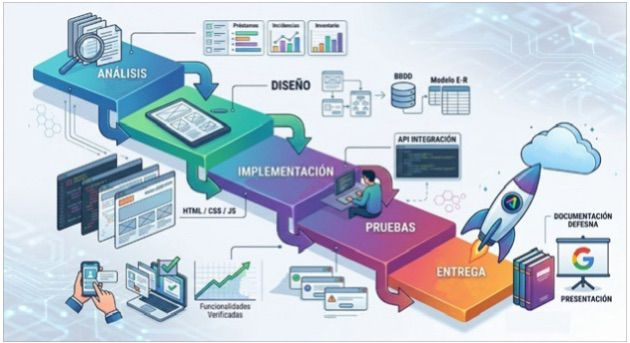 Préstamos
Incidencias
Inventario
ANÁLISIS
DISEÑO
BBDD
Modelo E-R
API INTEGRACIÓN
IMPLEMENTACIÓN
HTML / CSS / JS
PRUEBAS
ENTREGA
DOCUMENTACIÓN
DEFESNA
G
PRESENTACIÓN
Funcionalidades
Verificadas